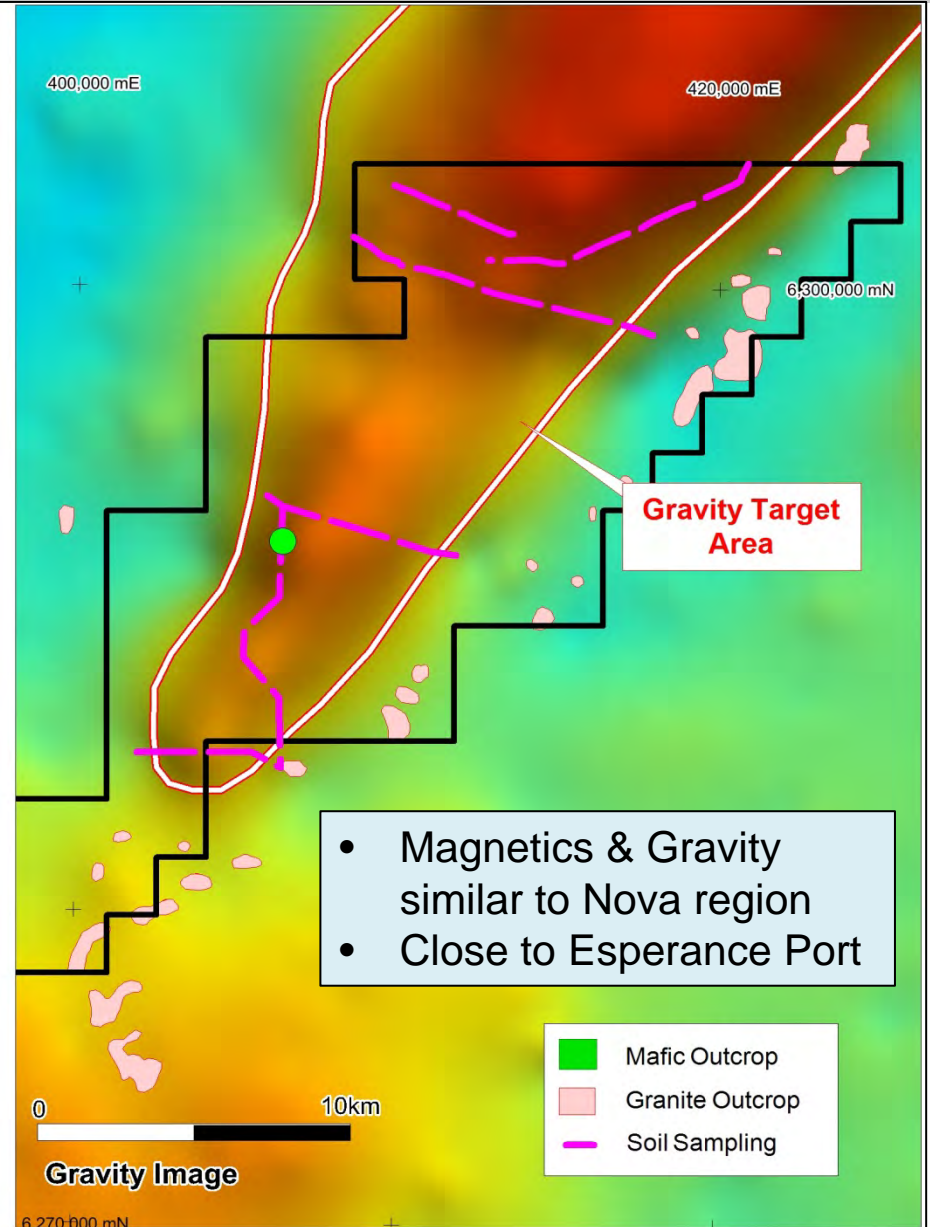 400,000 mE
420,000 mE
6,300,000 mN
Gravity Target
Area
• Magnetics & Gravity
similar to Nova region
• Close to Esperance Port
Mafic Outcrop
Granite Outcrop
Soil Sampling
0 10km
Gravity Image
6,270,000 mN